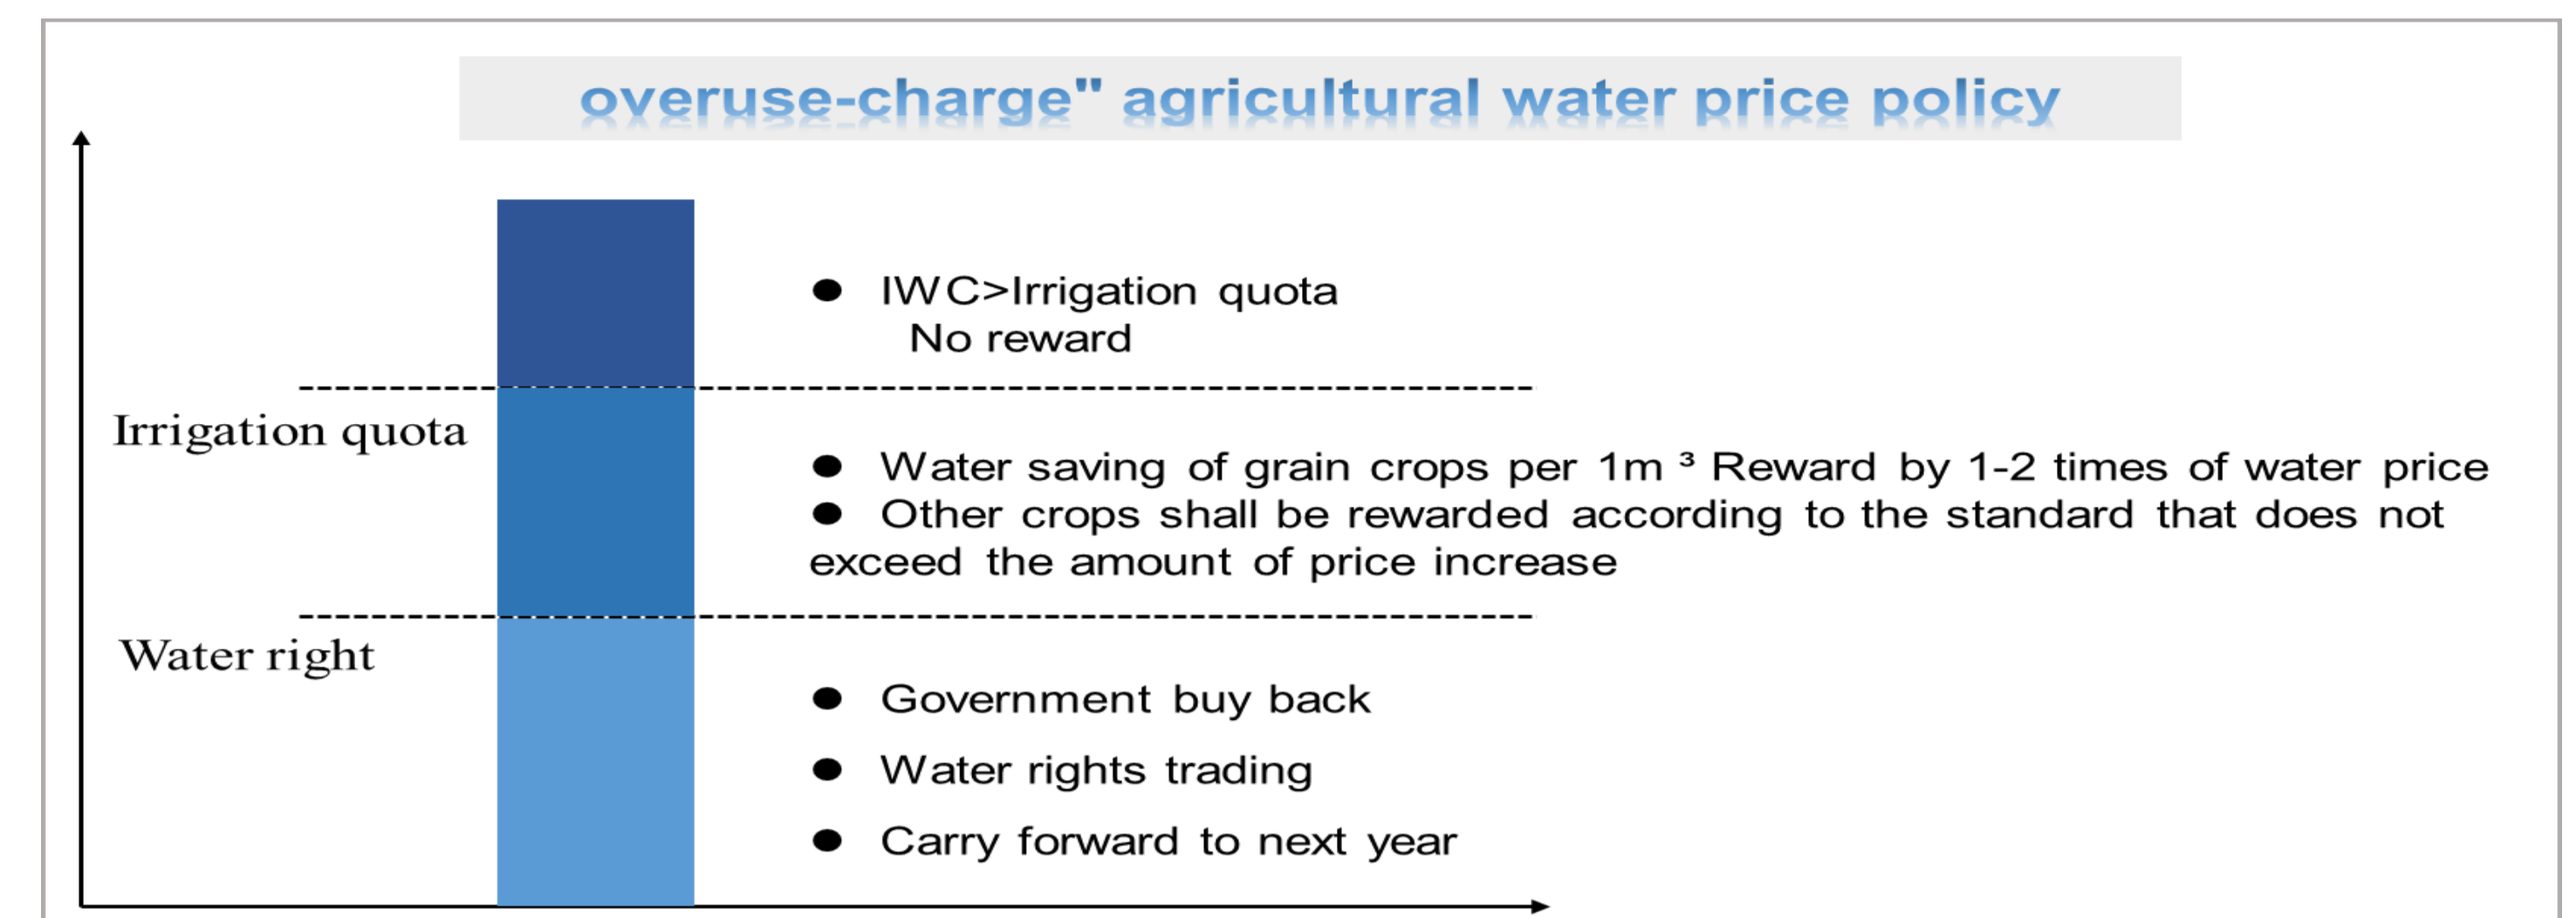 overuse-charge" agricultural water price policy
● IWC>Irrigation quota
No reward
Irrigation quota
● Water saving of grain crops per 1m ³ Reward by 1-2 times of water price
● Other crops shall be rewarded according to the standard that does not
exceed the amount of price increase
Water right
● Government buy back
● Water rights trading
● Carry forward to next year